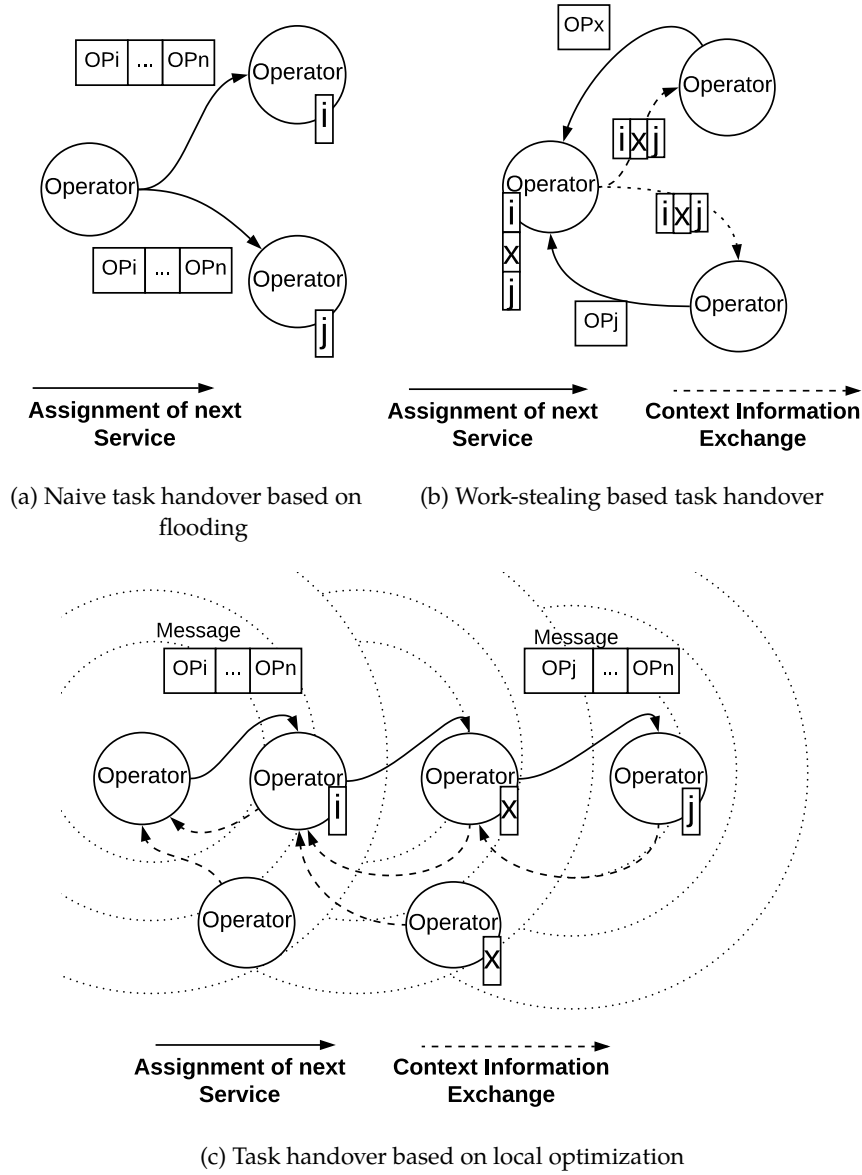 OPi ... OPn
Operator
i
Operator
OPi ... OPn
Operator
j
Assignment of next
Service
(a) Naive task handover based on
flooding
OPx
Operator
i x j
Operator
i
x
j
i x j
Operator
OPj
Assignment of next
Service
Context Information
Exchange
(b) Work-stealing based task handover
Message
OPi ... OPn
Message
OPj ... OPn
Operator
Operator
i
Operator
x
Operator
j
Operator
Operator
x
Assignment of next
Service
Context Information
Exchange
(c) Task handover based on local optimization